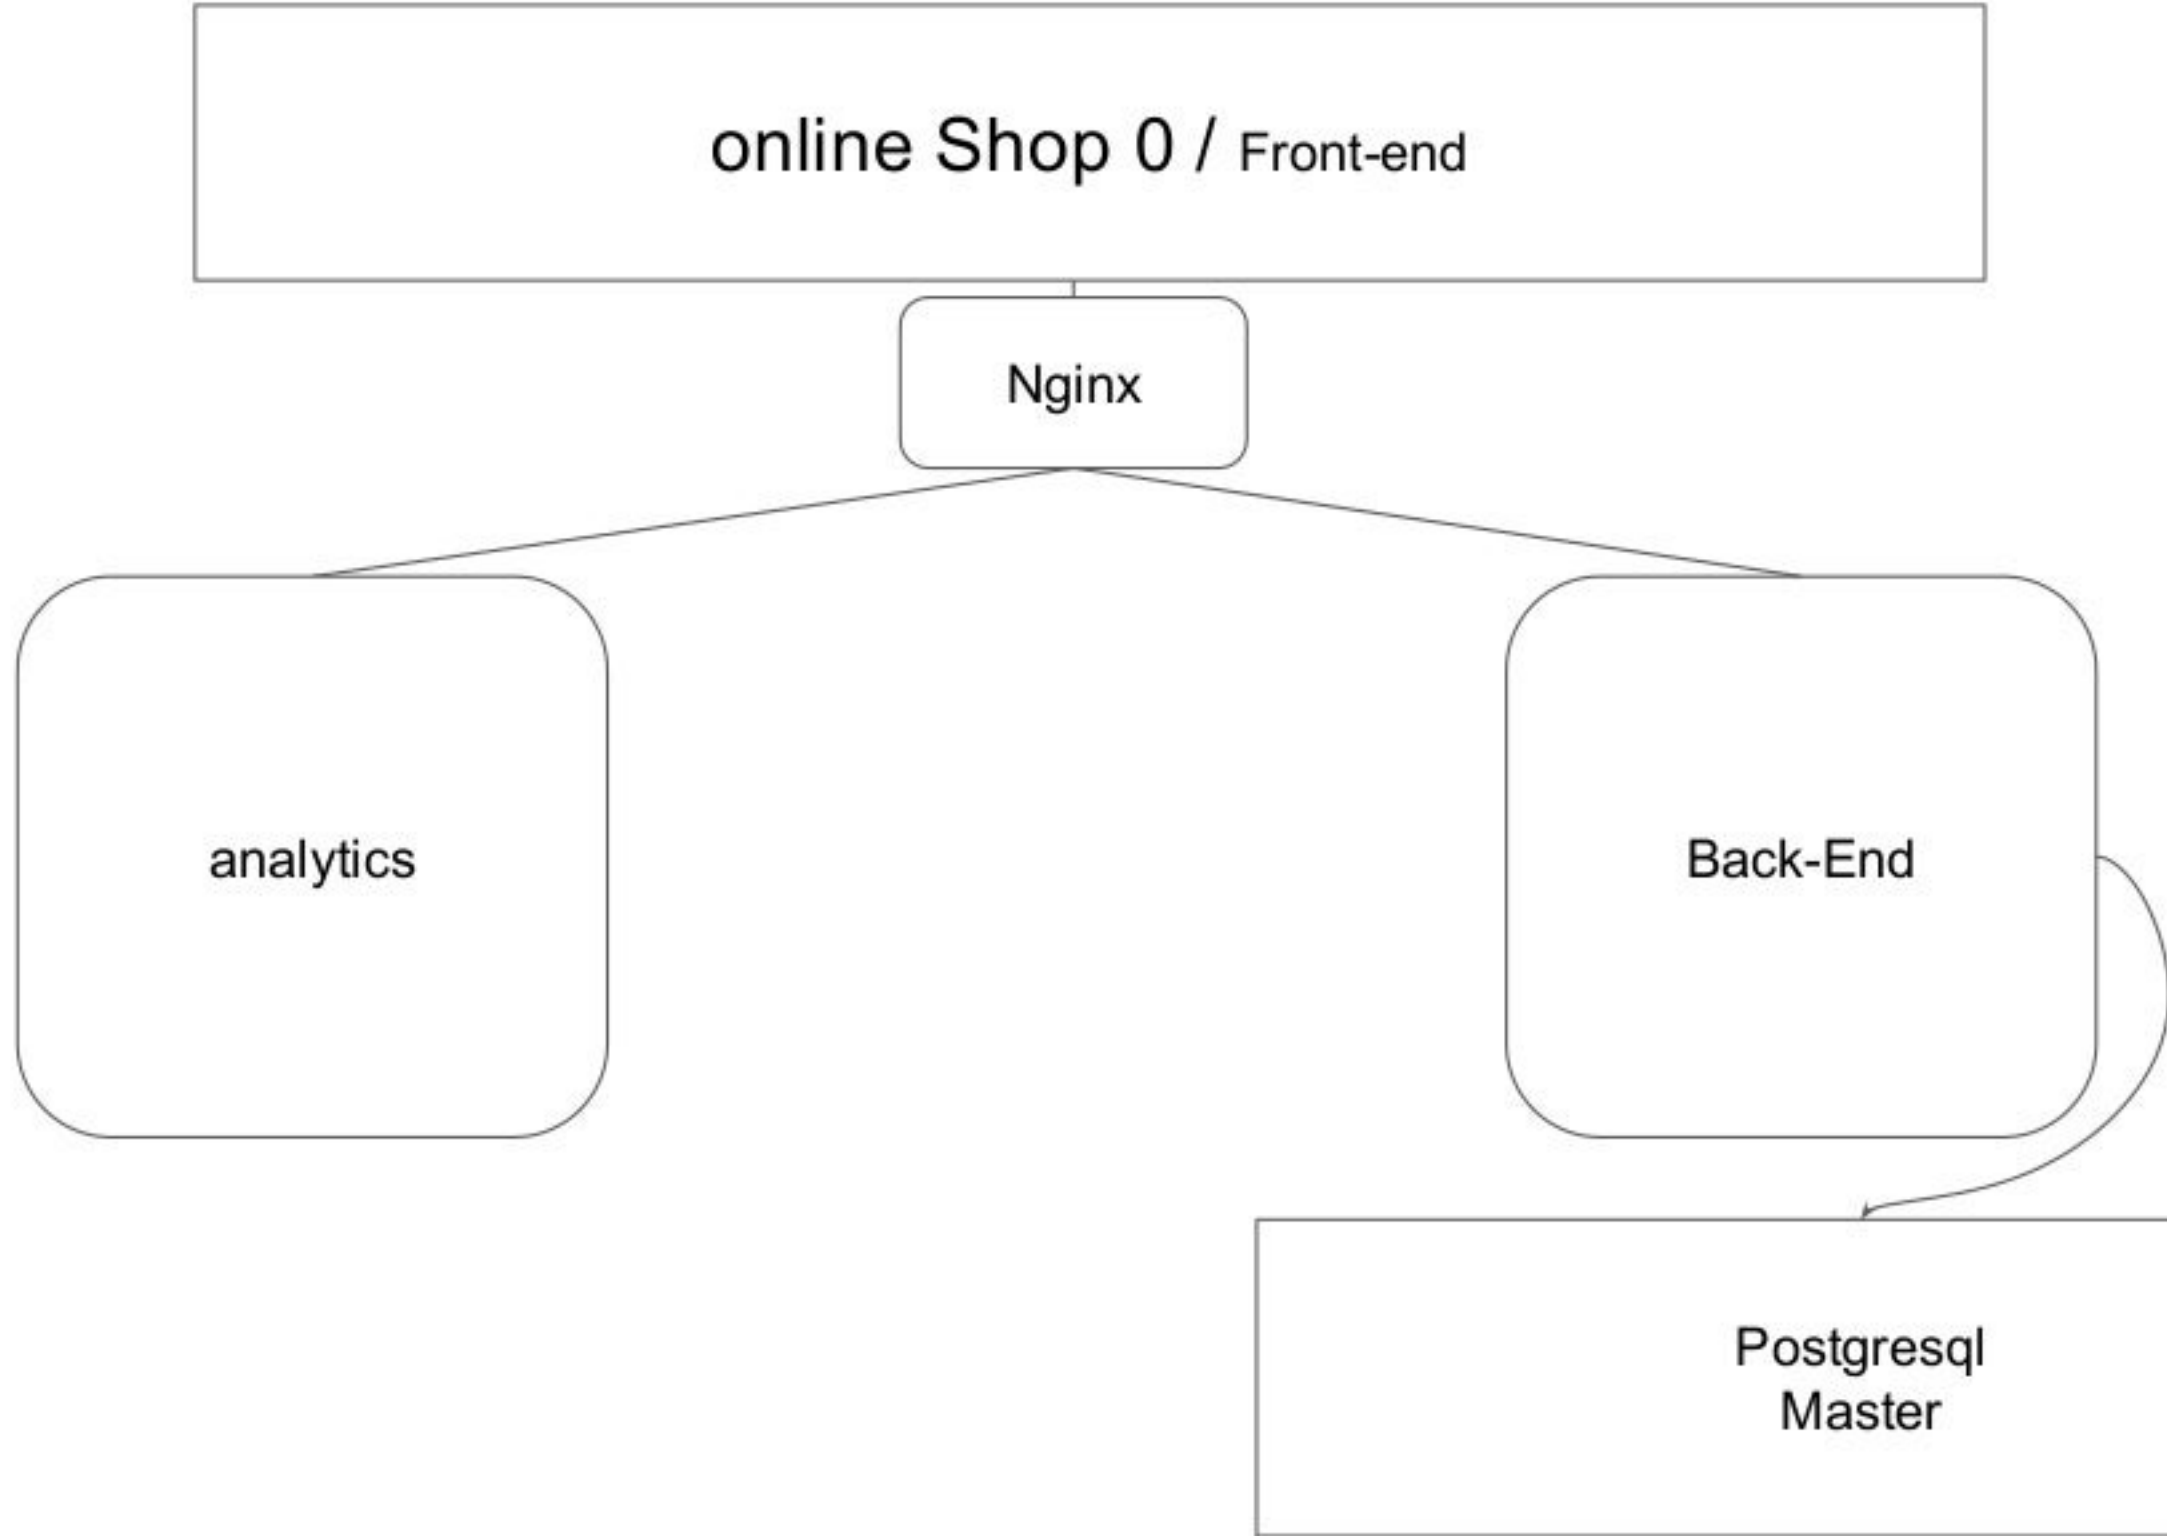 online Shop 0 / Front-end
Nginx
analytics
Back-End
Postgresql
Master